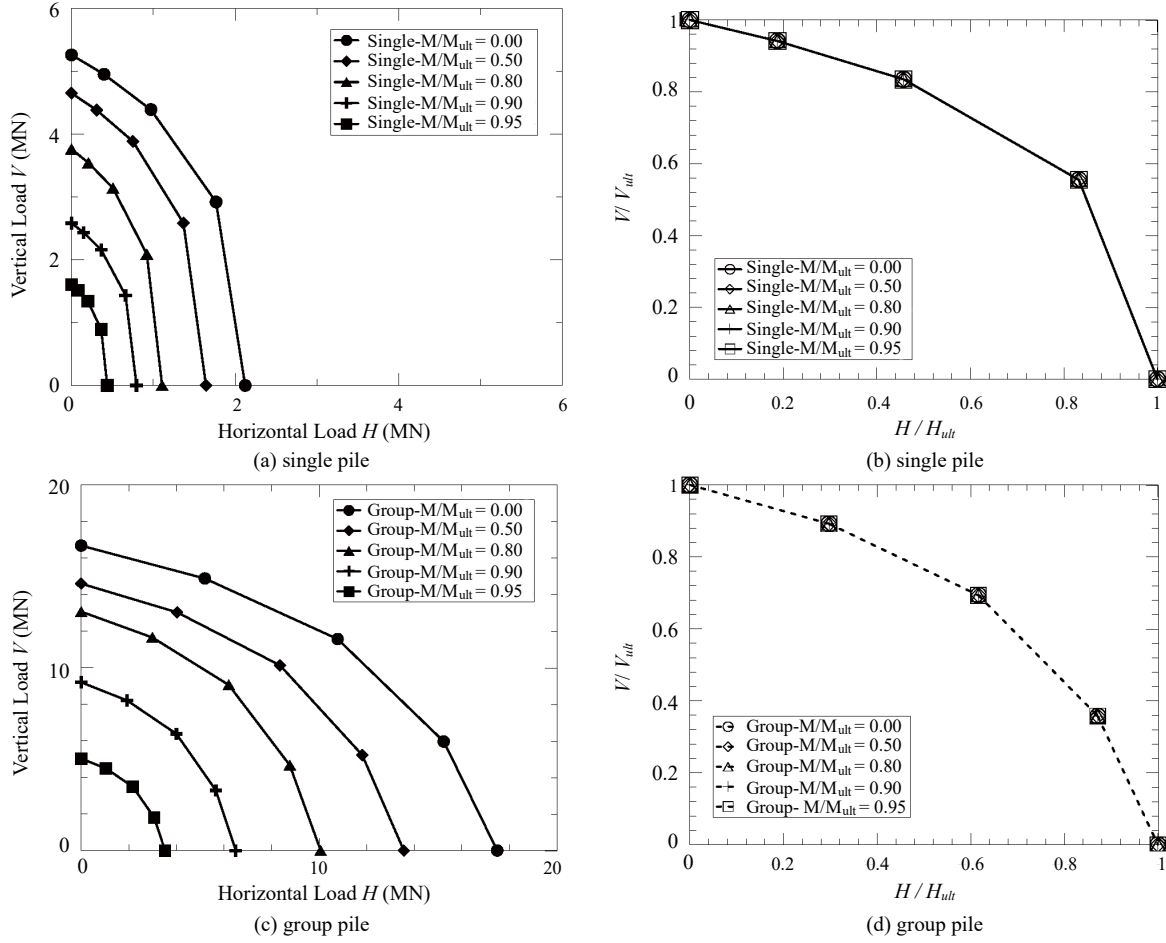 6
4
2
0
Vertical Load V (MN)
Single-M/Mult = 0.00
Single-M/Mult = 0.50
Single-M/Mult = 0.80
Single-M/Mult = 0.90
Single-M/Mult = 0.95
0 2 4 6
Horizontal Load H (MN)
(a) single pile
1
0.8
0.6
0.4
0.2
0
V/ Vult
Single-M/Mult = 0.00
Single-M/Mult = 0.50
Single-M/Mult = 0.80
Single-M/Mult = 0.90
Single-M/Mult = 0.95
0 0.2 0.4 0.6 0.8 1
H / Hult
(b) single pile
20
10
0
Vertical Load V (MN)
Group-M/Mult = 0.00
Group-M/Mult = 0.50
Group-M/Mult = 0.80
Group-M/Mult = 0.90
Group-M/Mult = 0.95
0 10 20
Horizontal Load H (MN)
(c) group pile
1
0.8
0.6
0.4
0.2
0
V/ Vult
Group-M/Mult = 0.00
Group-M/Mult = 0.50
Group-M/Mult = 0.80
Group-M/Mult = 0.90
Group- M/Mult = 0.95
0 0.2 0.4 0.6 0.8 1
H / Hult
(d) group pile